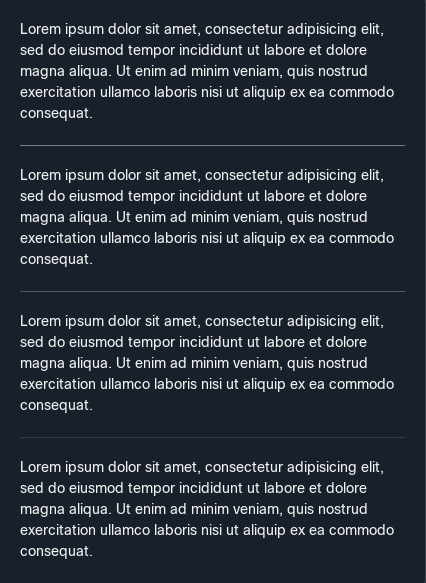 Lorem ipsum dolor sit amet, consectetur adipisicing elit,
sed do eiusmod tempor incididunt ut labore et dolore
magna aliqua. Ut enim ad minim veniam, quis nostrud
exercitation ullamco laboris nisi ut aliquip ex ea commodo
consequat.
Lorem ipsum dolor sit amet, consectetur adipisicing elit,
sed do eiusmod tempor incididunt ut labore et dolore
magna aliqua. Ut enim ad minim veniam, quis nostrud
exercitation ullamco laboris nisi ut aliquip ex ea commodo
consequat.
Lorem ipsum dolor sit amet, consectetur adipisicing elit,
sed do eiusmod tempor incididunt ut labore et dolore
magna aliqua. Ut enim ad minim veniam, quis nostrud
exercitation ullamco laboris nisi ut aliquip ex ea commodo
consequat.
Lorem ipsum dolor sit amet, consectetur adipisicing elit,
sed do eiusmod tempor incididunt ut labore et dolore
magna aliqua. Ut enim ad minim veniam, quis nostrud
exercitation ullamco laboris nisi ut aliquip ex ea commodo
consequat.